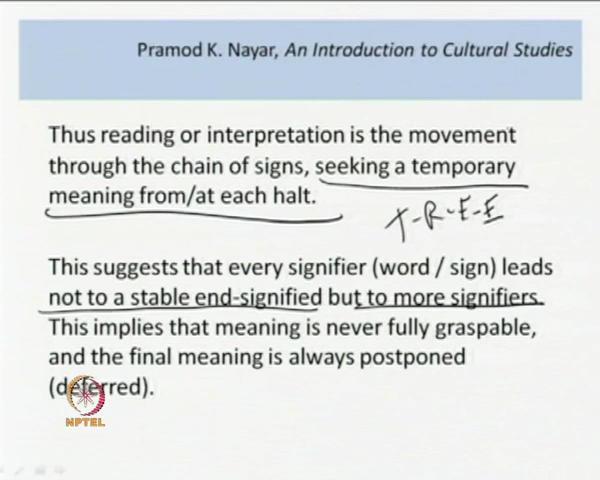 Pramod K. Nayar, An Introduction to Cultural Studies
Thus reading or interpretation is the movement
through the chain of signs, seeking a temporary
meaning from/at each halt.
T-R-E-E
This suggests that every signifier (word / sign) leads
not to a stable end-signified but to more signifiers.
This implies that meaning is never fully graspable,
and the final meaning is always postponed
(deferred).
NPTEL